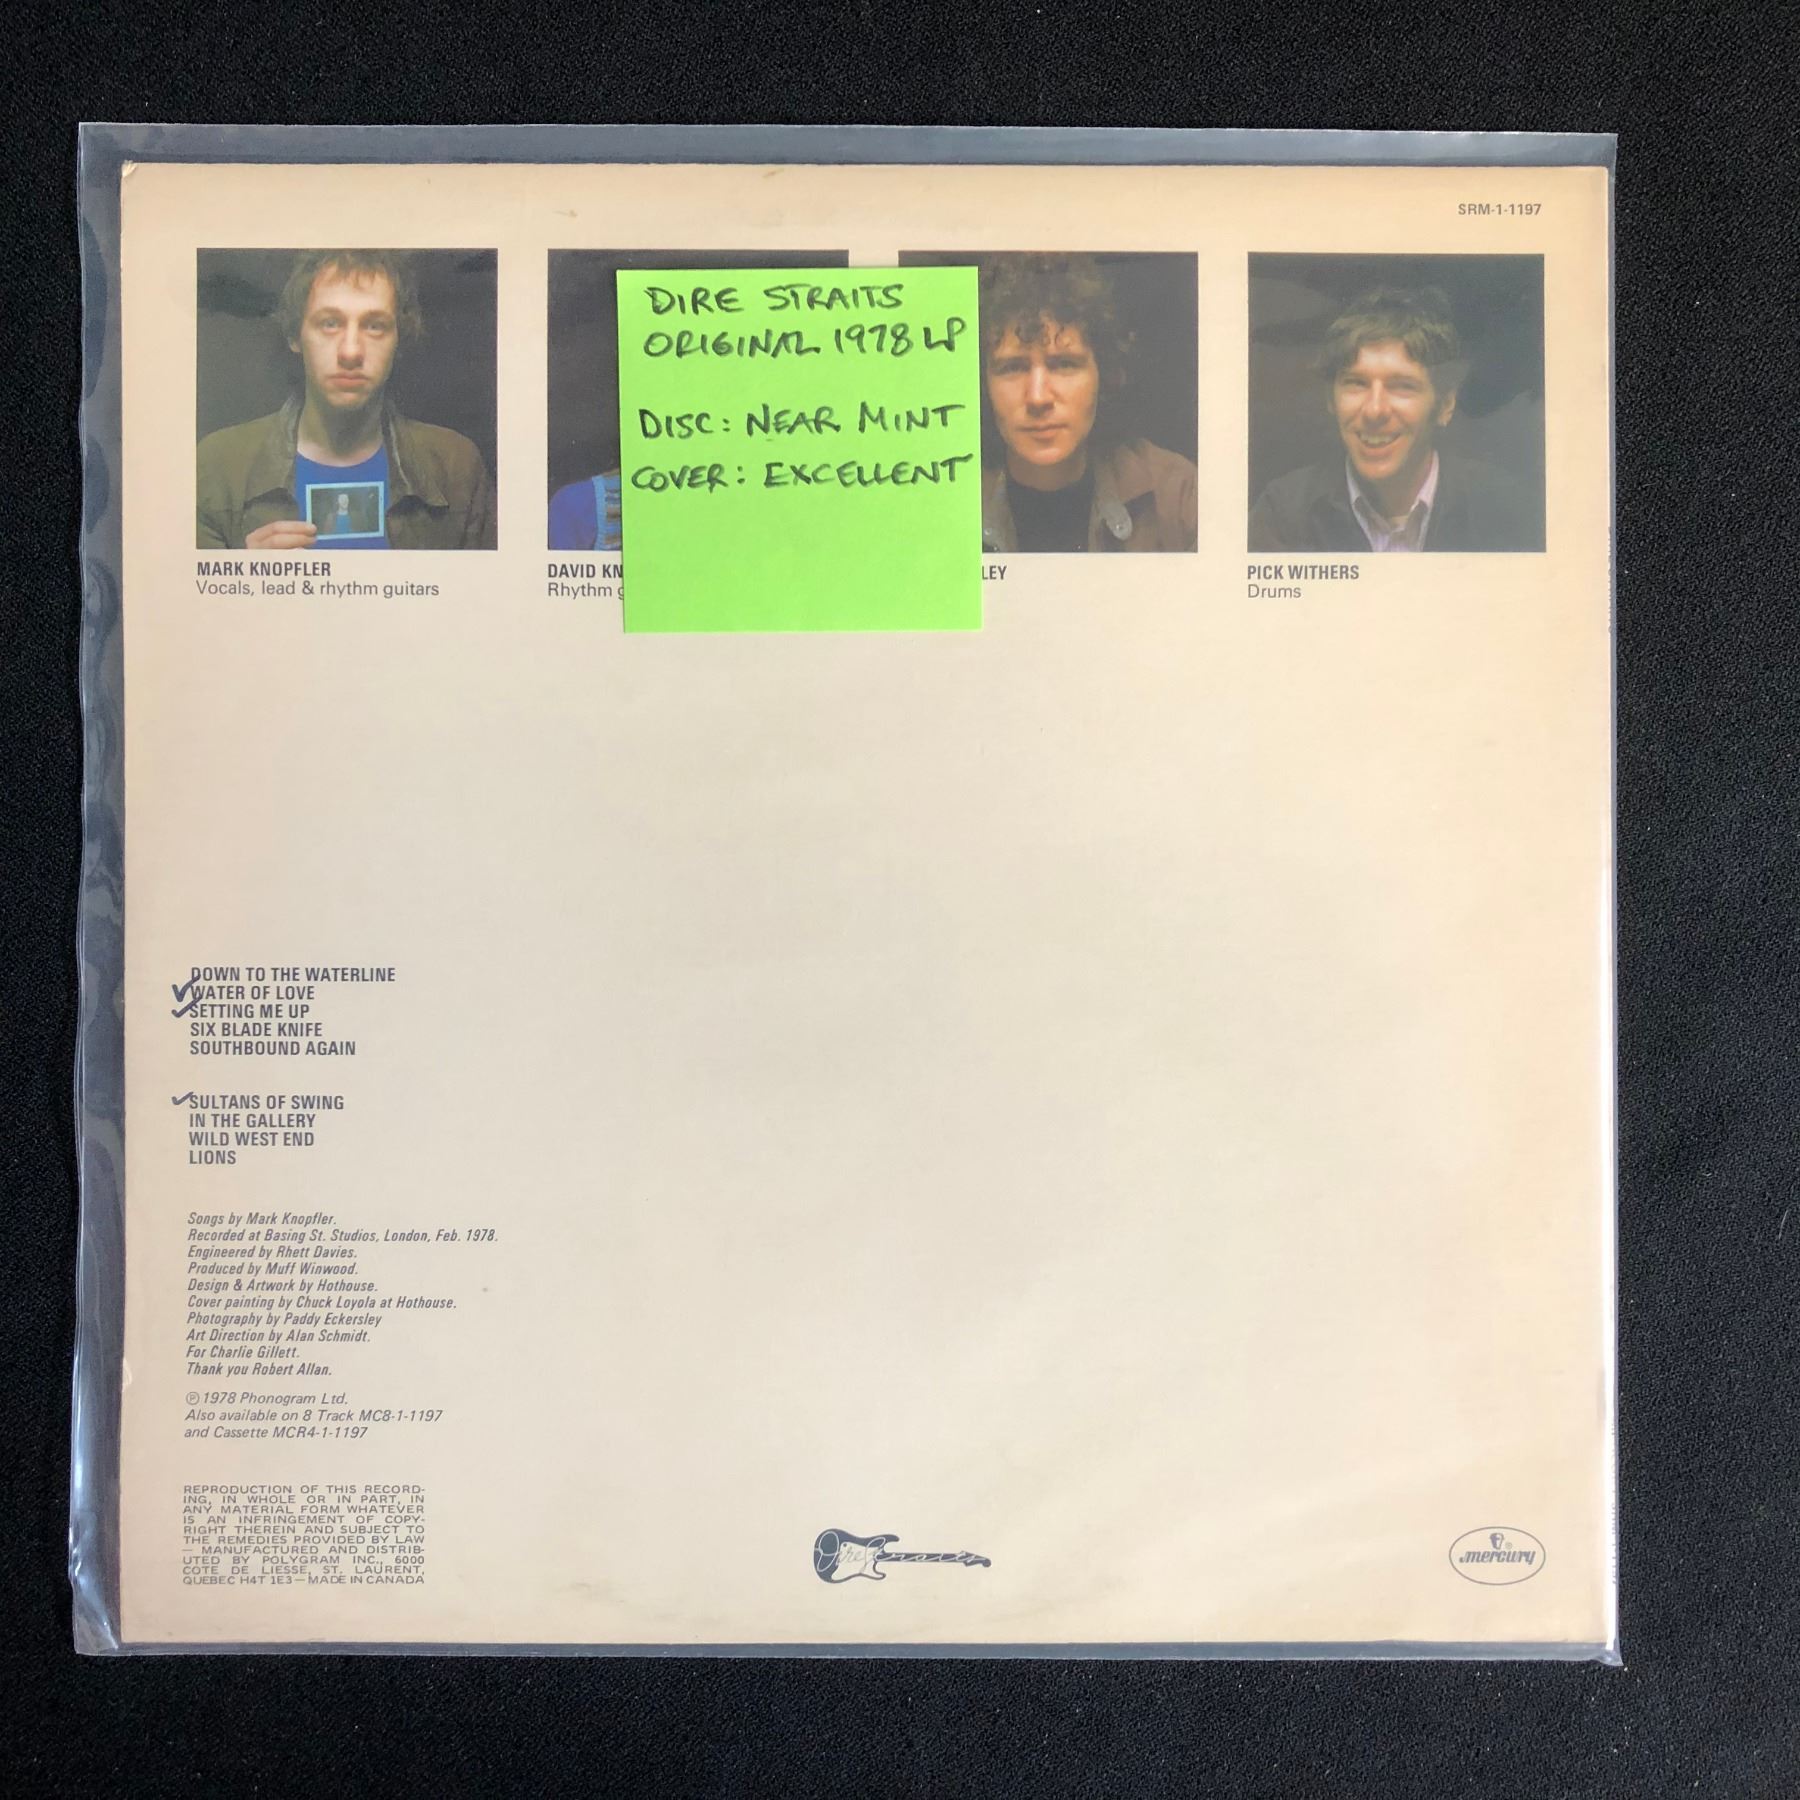 SRM-1-1197
DIRE STRAITS
ORIGINAL 1978 LP
DISC: NEAR MINT
COVER: EXCELLENT
MARK KNOPFLER
Vocals, lead & rhythm guitars
DAVID KN
Rhythm g
LEY
PICK WITHERS
Drums
DOWN TO THE WATERLINE
✓WATER OF LOVE
✓SETTING ME UP
SIX BLADE KNIFE
SOUTHBOUND AGAIN
✓SULTANS OF SWING
IN THE GALLERY
WILD WEST END
LIONS
Songs by Mark Knopfler.
Recorded at Basing St. Studios, London, Feb. 1978.
Engineered by Rhett Davies.
Produced by Muff Winwood.
Design & Artwork by Hothouse.
Cover painting by Chuck Loyola at Hothouse.
Photography by Paddy Eckersley
Art Direction by Alan Schmidt.
For Charlie Gillett.
Thank you Robert Allan.
℗ 1978 Phonogram Ltd.
Also available on 8 Track MC8-1-1197
and Cassette MCR4-1-1197
REPRODUCTION OF THIS RECORD-
ING, IN WHOLE OR IN PART, IN
ANY MATERIAL FORM WHATEVER
IS AN INFRINGEMENT OF COPY-
RIGHT THEREIN AND SUBJECT TO
THE REMEDIES PROVIDED BY LAW
— MANUFACTURED AND DISTRIB-
UTED BY POLYGRAM INC., 6000
COTE DE LIESSE, ST. LAURENT,
QUEBEC H4T 1E3—MADE IN CANADA
Dire Straits
mercury®